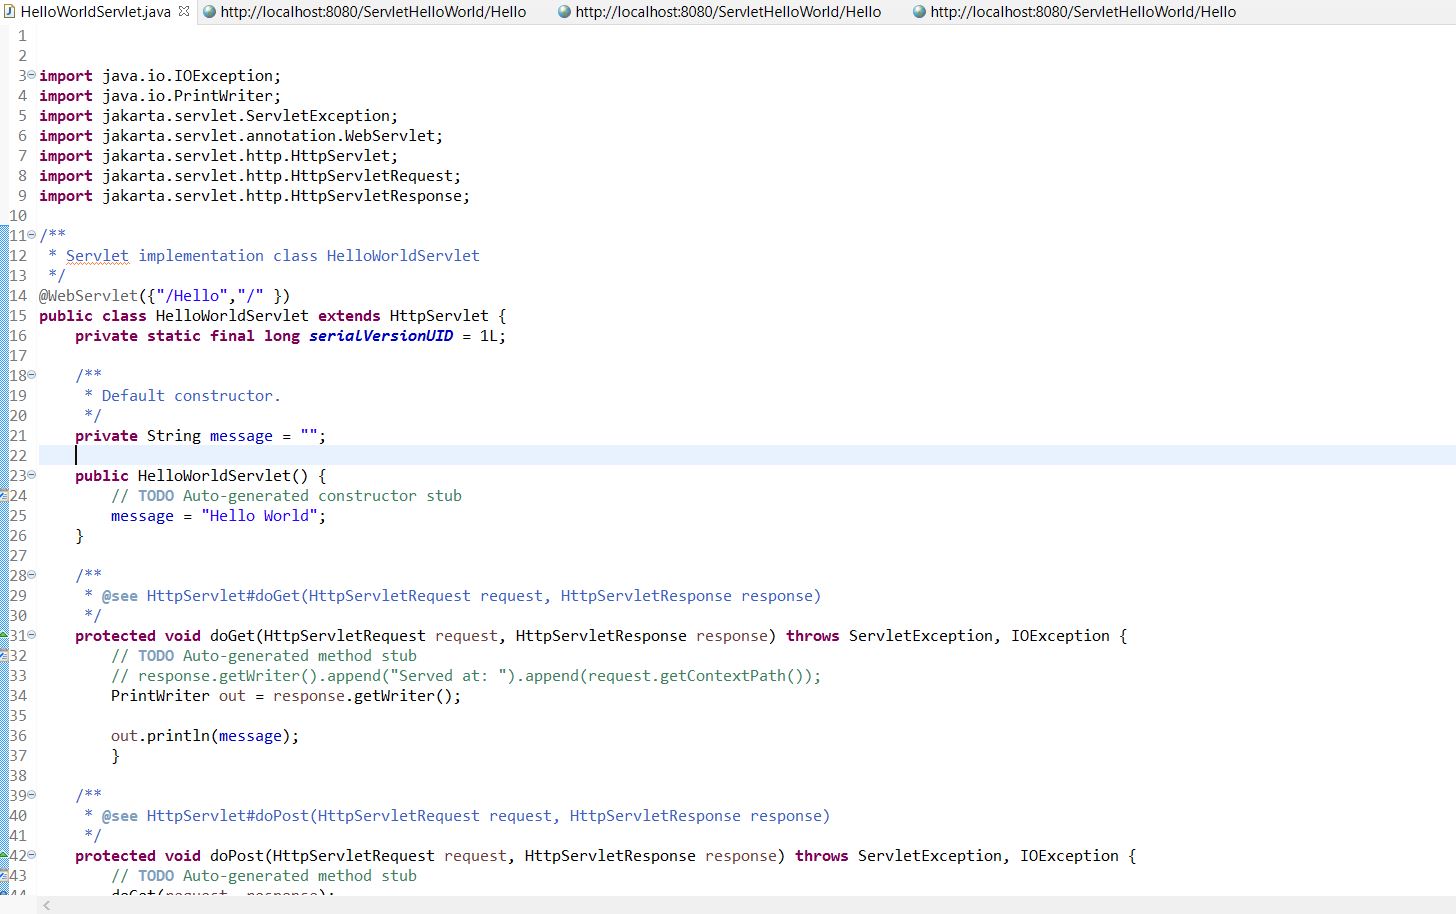 HelloWorldServlet.java http://localhost:8080/ServletHelloWorld/Hello http://localhost:8080/ServletHelloWorld/Hello http://localhost:8080/ServletHelloWorld/Hello
1
2
3 import java.io.IOException;
4 import java.io.PrintWriter;
5 import jakarta.servlet.ServletException;
6 import jakarta.servlet.annotation.WebServlet;
7 import jakarta.servlet.http.HttpServlet;
8 import jakarta.servlet.http.HttpServletRequest;
9 import jakarta.servlet.http.HttpServletResponse;
10
11 /**
12  * Servlet implementation class HelloWorldServlet
13  */
14 @WebServlet({"/Hello","/" })
15 public class HelloWorldServlet extends HttpServlet {
16     private static final long serialVersionUID = 1L;
17
18     /**
19      * Default constructor.
20      */
21     private String message = "";
22
23     public HelloWorldServlet() {
24         // TODO Auto-generated constructor stub
25         message = "Hello World";
26     }
27
28     /**
29      * @see HttpServlet#doGet(HttpServletRequest request, HttpServletResponse response)
30      */
31     protected void doGet(HttpServletRequest request, HttpServletResponse response) throws ServletException, IOException {
32         // TODO Auto-generated method stub
33         // response.getWriter().append("Served at: ").append(request.getContextPath());
34         PrintWriter out = response.getWriter();
35
36         out.println(message);
37         }
38
39     /**
40      * @see HttpServlet#doPost(HttpServletRequest request, HttpServletResponse response)
41      */
42     protected void doPost(HttpServletRequest request, HttpServletResponse response) throws ServletException, IOException {
43         // TODO Auto-generated method stub
44         doGet(request, response);